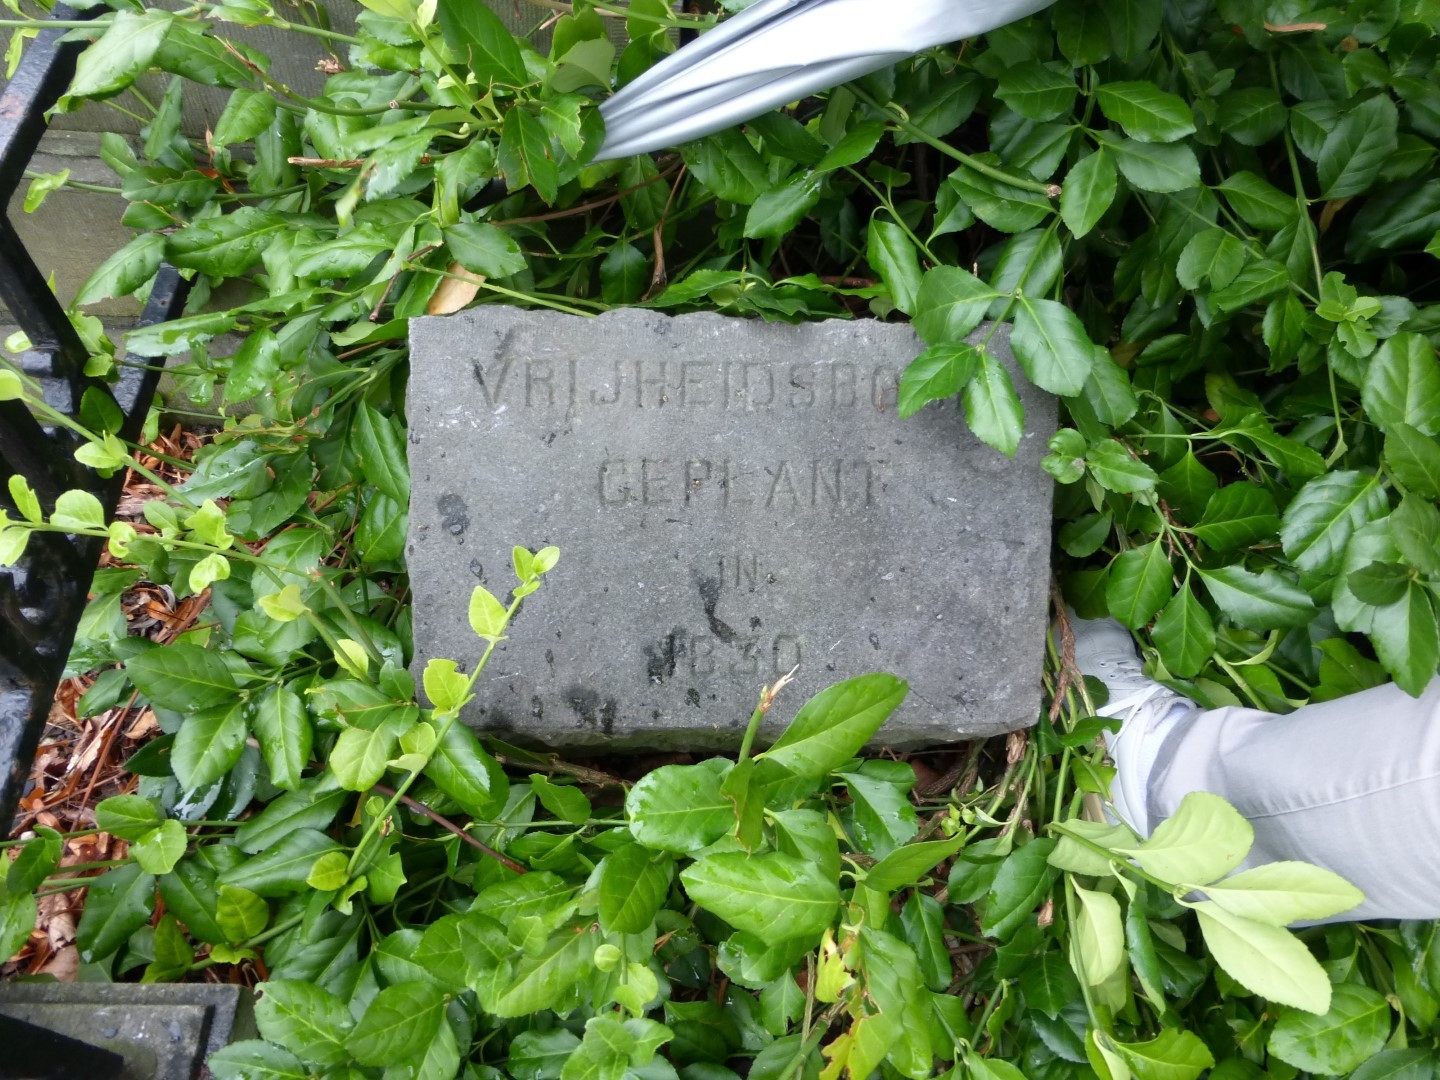 VRIJHEIDSBO
GEPLANT
IN
1830